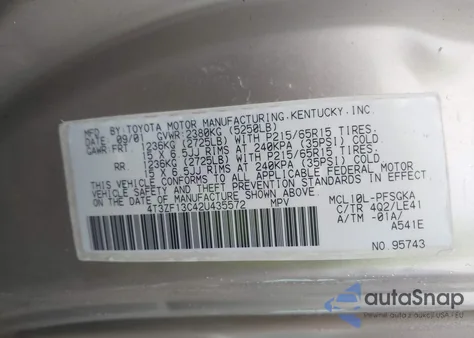 MFD. BY: TOYOTA MOTOR MANUFACTURING, KENTUCKY, INC.
DATE: 09/01 GVWR: 2380KG (5250LB)
GAWR: FRT. 1236KG (2725LB) WITH P215/65R15 TIRES:
15 X 6.5JJ RIMS AT 240KPA (35PSI) COLD
RR. 1236KG (2725LB) WITH P215/65R15 TIRES:
15 X 6.5JJ RIMS AT 240KPA (35PSI) COLD
THIS VEHICLE CONFORMS TO ALL APPLICABLE FEDERAL MOTOR
VEHICLE SAFETY STANDARDS IN EFFECT ON THE DATE OF
MANUFACTURE SHOWN ABOVE.
4T3ZF13C42U435572 MPV
MCL10L-PFSGKA
C/TR 4Q2/LE41
A/TM -01A/
A541E
NO. 95743
autoSnap